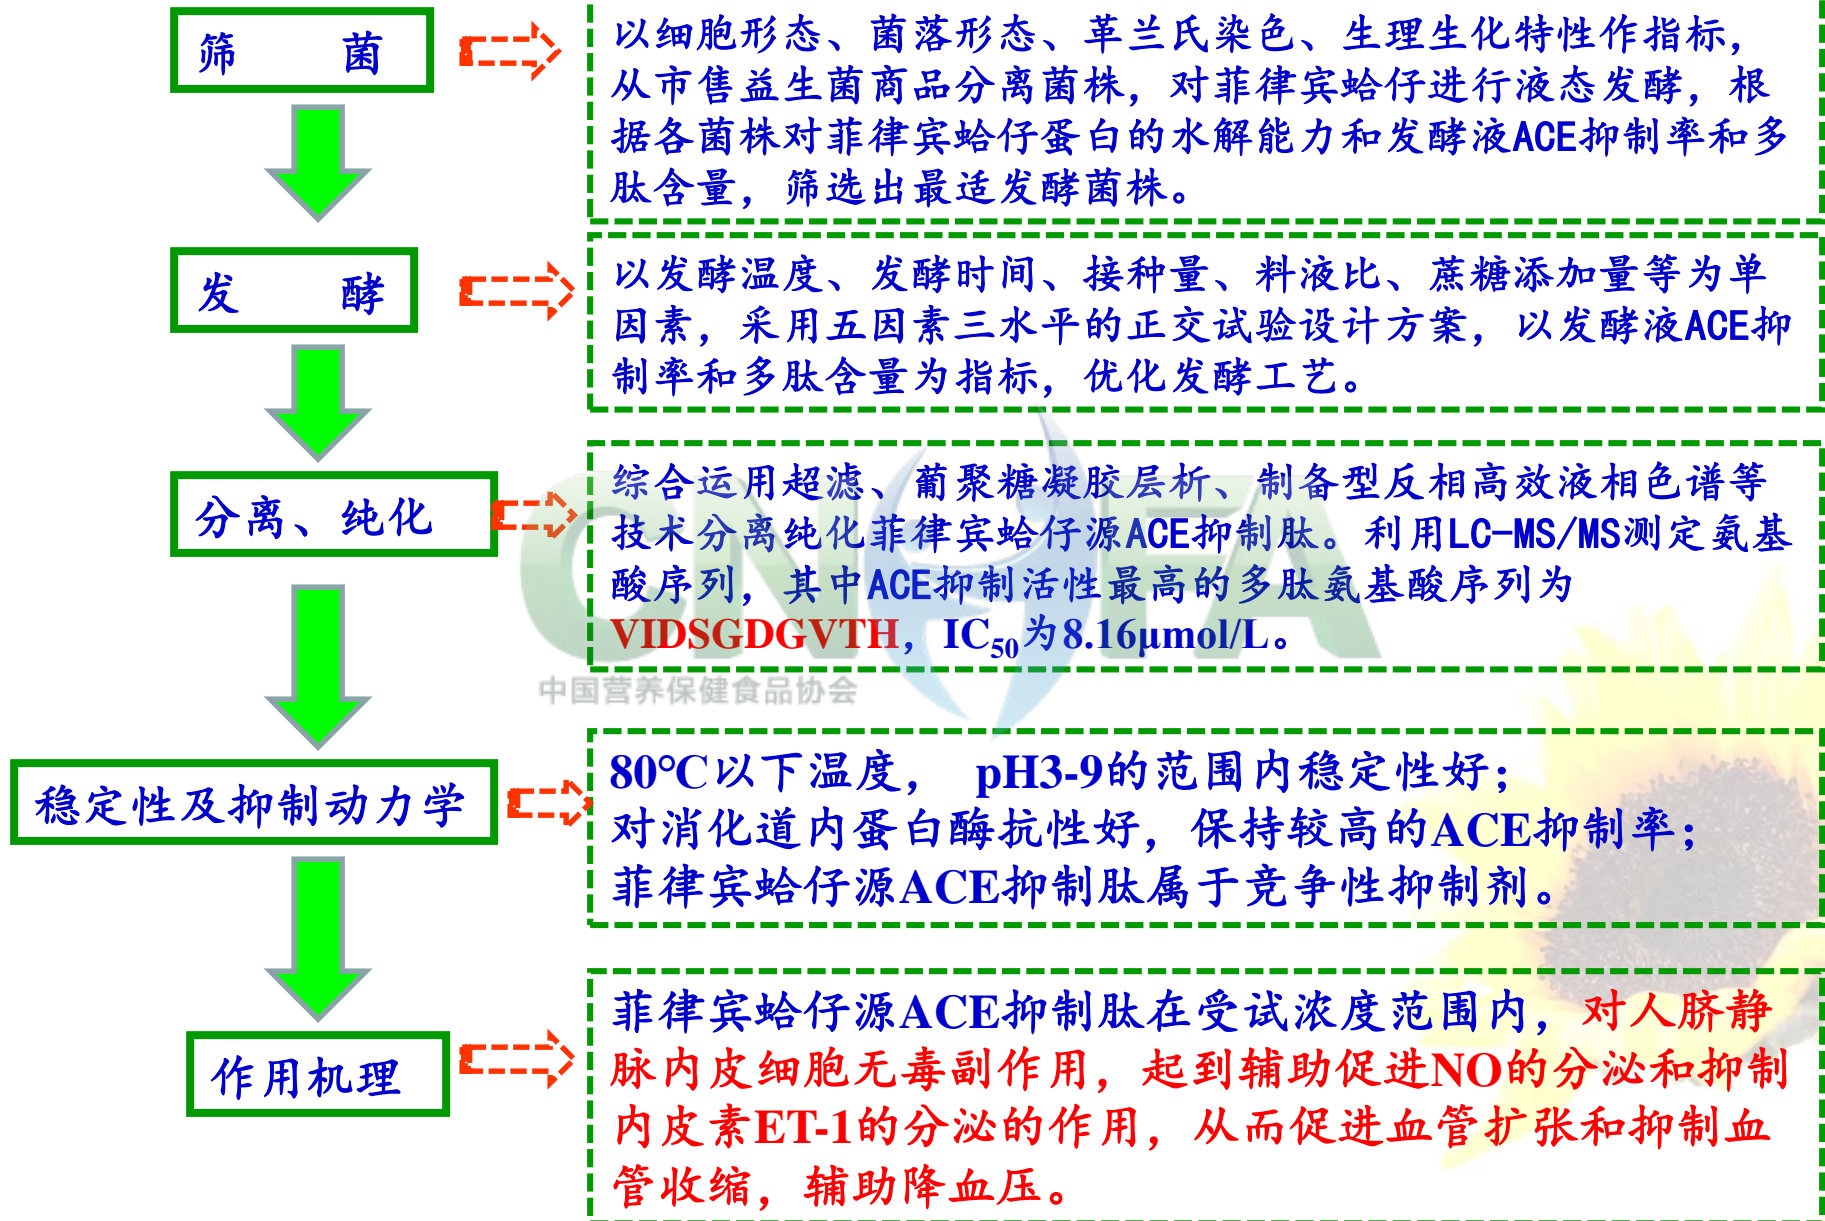 筛 菌
以细胞形态、菌落形态、革兰氏染色、生理生化特性作指标，
从市售益生菌商品分离菌株，对菲律宾蛤仔进行液态发酵，根
据各菌株对菲律宾蛤仔蛋白的水解能力和发酵液ACE抑制率和多
肽含量，筛选出最适发酵菌株。
发 酵
以发酵温度、发酵时间、接种量、料液比、蔗糖添加量等为单
因素，采用五因素三水平的正交试验设计方案，以发酵液ACE抑
制率和多肽含量为指标，优化发酵工艺。
分离、纯化
综合运用超滤、葡聚糖凝胶层析、制备型反相高效液相色谱等
技术分离纯化菲律宾蛤仔源ACE抑制肽。利用LC-MS/MS测定氨基
酸序列，其中ACE抑制活性最高的多肽氨基酸序列为
VIDSGDGVTH，IC50为8.16μmol/L。
CNHFA
中国营养保健食品协会
稳定性及抑制动力学
80℃以下温度， pH3-9的范围内稳定性好；
对消化道内蛋白酶抗性好，保持较高的ACE抑制率；
菲律宾蛤仔源ACE抑制肽属于竞争性抑制剂。
作用机理
菲律宾蛤仔源ACE抑制肽在受试浓度范围内，对人脐静
脉内皮细胞无毒副作用，起到辅助促进NO的分泌和抑制
内皮素ET-1的分泌的作用，从而促进血管扩张和抑制血
管收缩，辅助降血压。